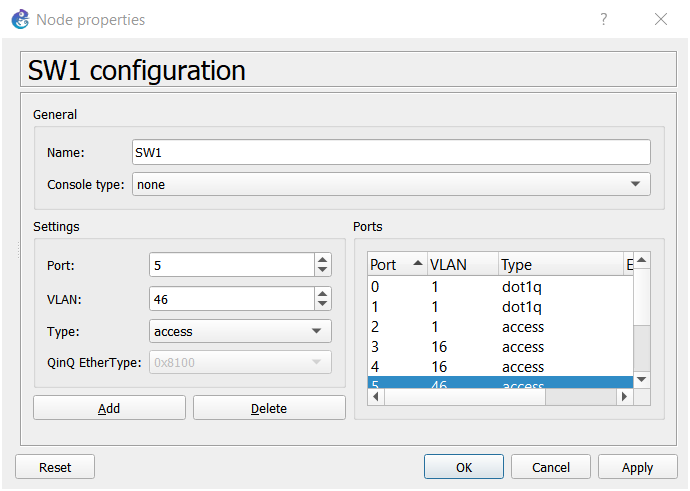 Node properties ?
SW1 configuration
General
Name: SW1
Console type: none
Settings
Port: 5
VLAN: 46
Type: access
QinQ EtherType: 0x8100
Add Delete
Ports
Port VLAN Type E
0 1 dot1q
1 1 dot1q
2 1 access
3 16 access
4 16 access
5 46 access
Reset OK Cancel Apply